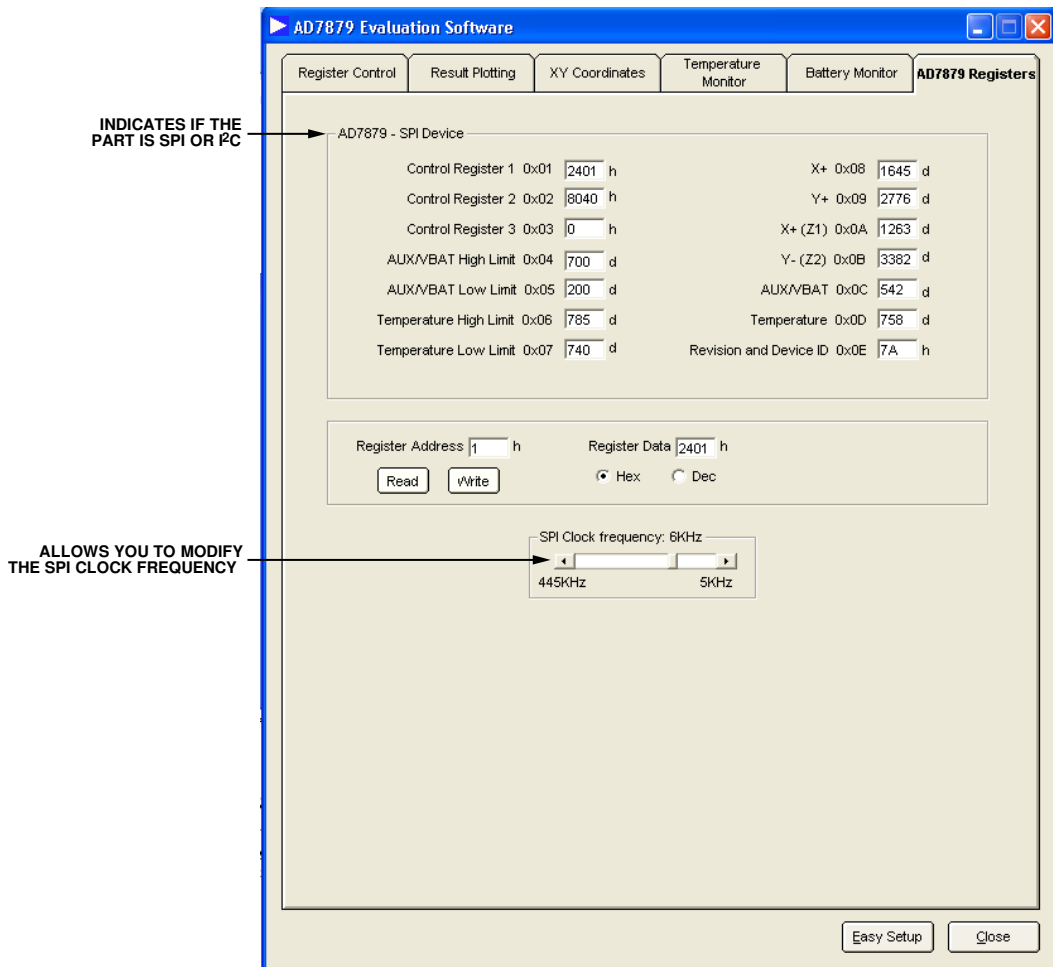 AD7879 Evaluation Software
Register Control
Result Plotting
XY Coordinates
Temperature
Monitor
Battery Monitor
AD7879 Registers
INDICATES IF THE
PART IS SPI OR I²C
AD7879 - SPI Device
Control Register 1 0x01 2401 h
Control Register 2 0x02 8040 h
Control Register 3 0x03 0 h
AUX/VBAT High Limit 0x04 700 d
AUX/VBAT Low Limit 0x05 200 d
Temperature High Limit 0x06 785 d
Temperature Low Limit 0x07 740 d
X+ 0x08 1645 d
Y+ 0x09 2776 d
X+ (Z1) 0x0A 1263 d
Y- (Z2) 0x0B 3382 d
AUX/VBAT 0x0C 542 d
Temperature 0x0D 758 d
Revision and Device ID 0x0E 7A h
Register Address 1 h
Register Data 2401 h
Read
Write
Hex
Dec
ALLOWS YOU TO MODIFY
THE SPI CLOCK FREQUENCY
SPI Clock frequency: 6KHz
445KHz
5KHz
Easy Setup
Close